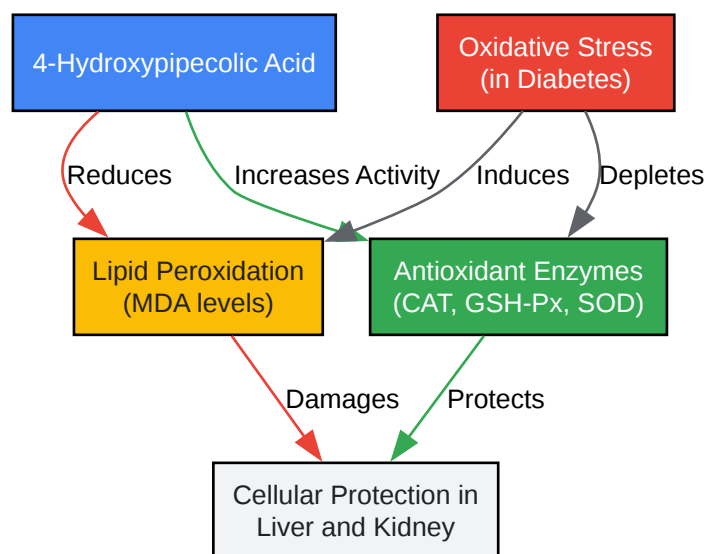 4-Hydroxypipecolic Acid
Oxidative Stress
(in Diabetes)
Reduces
Increases Activity
Induces
Depletes
Lipid Peroxidation
(MDA levels)
Antioxidant Enzymes
(CAT, GSH-Px, SOD)
Damages
Protects
Cellular Protection in
Liver and Kidney